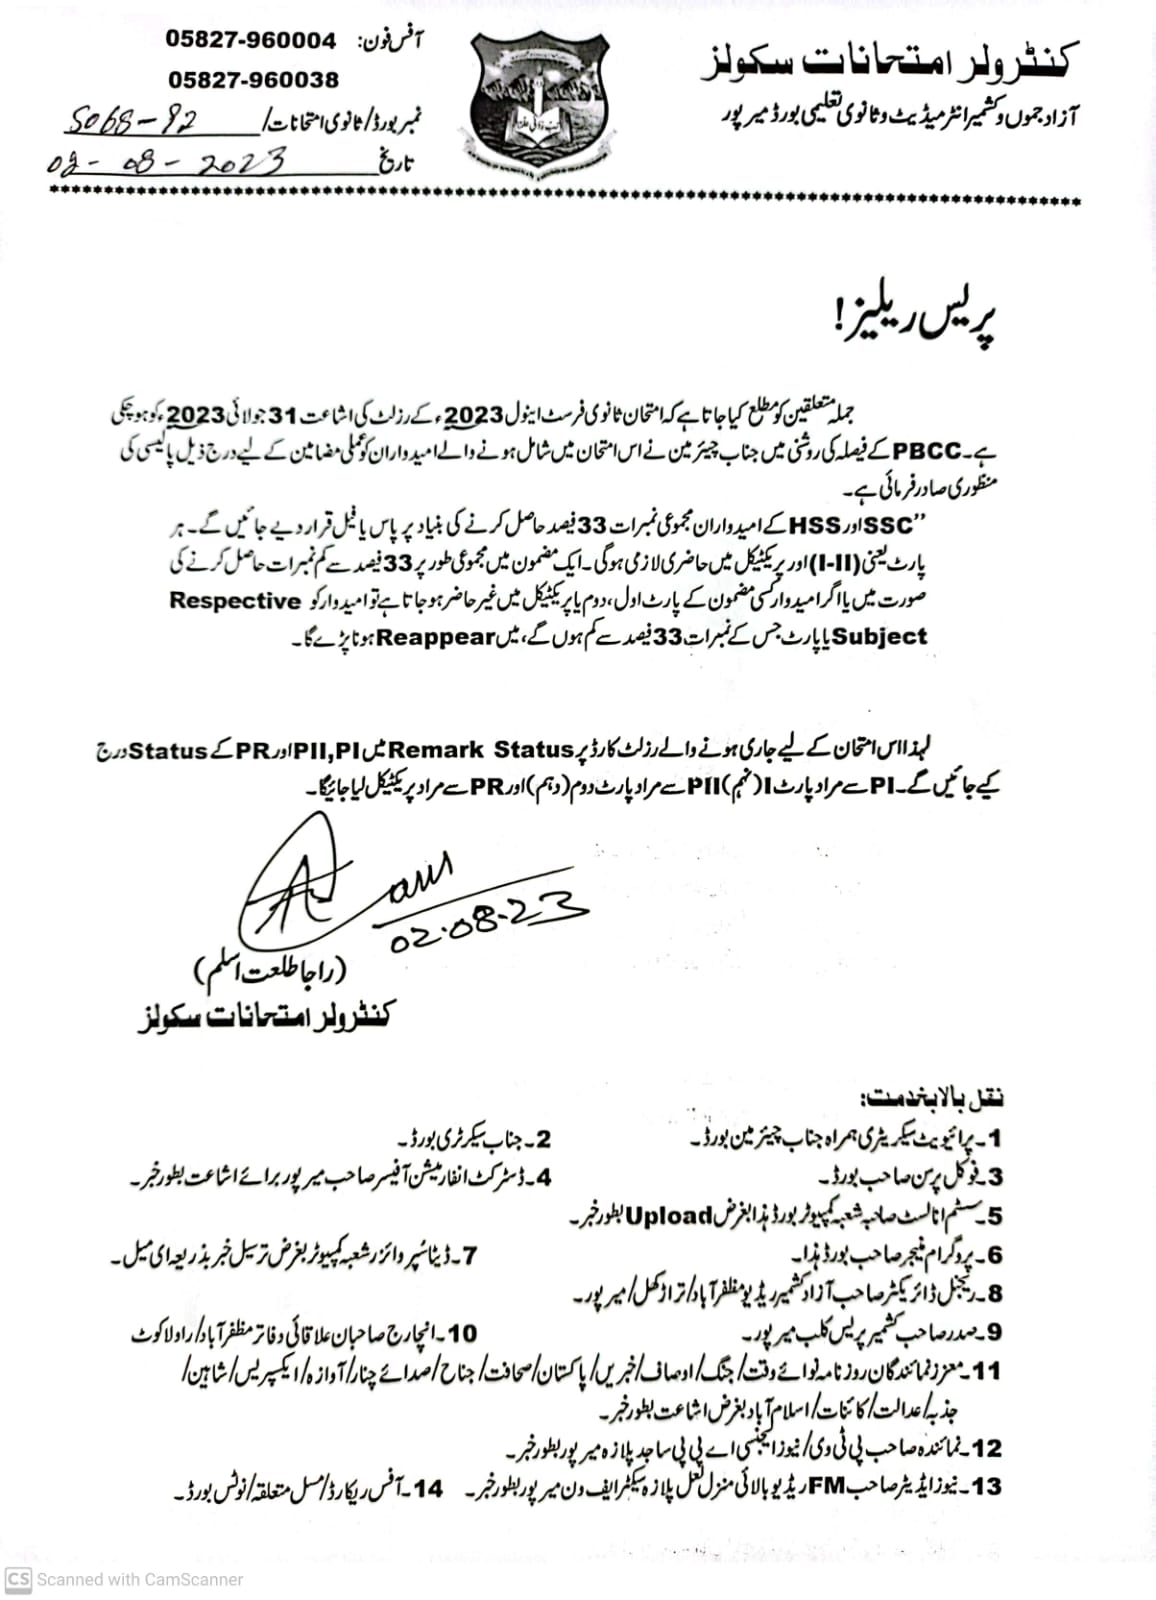 کنٹرولر امتحانات سکولز
آزاد جموں و کشمیر انٹرمیڈیٹ و ثانوی تعلیمی بورڈ میرپور
آفس فون: 05827-960004
05827-960038
نمبر بورڈ/ثانوی امتحانات/ 5068-92
تاریخ 02-08-2023
پریس ریلیز!
جملہ متعلقین کو مطلع کیا جاتا ہے کہ امتحان ثانوی فرسٹ اینول 2023ء کے رزلٹ کی اشاعت 31 جولائی 2023ء کو ہوچکی
ہے۔ PBCC کے فیصلہ کی روشنی میں جناب چیئرمین نے اس امتحان میں شامل ہونے والے امیدواران کو عملی مضامین کے لیے درج ذیل پالیسی کی
منظوری صادر فرمائی ہے۔
”SSC اور HSS کے امیدواران مجموعی نمبرات 33 فیصد حاصل کرنے کی بنیاد پر پاس یا فیل قرار دیے جائیں گے۔ ہر
پارٹ یعنی (I-II) اور پریکٹیکل میں حاضری لازمی ہوگی۔ ایک مضمون میں مجموعی طور پر 33 فیصد سے کم نمبرات حاصل کرنے کی
صورت میں یا اگر امیدوار کسی مضمون کے پارٹ اول، دوم یا پریکٹیکل میں غیر حاضر ہو جاتا ہے تو امیدوار کو Respective
Subject یا پارٹ جس کے نمبرات 33 فیصد سے کم ہوں گے، میں Reappear ہونا پڑے گا۔
لہذا اس امتحان کے لیے جاری ہونے والے رزلٹ کارڈ پر Remark Status میں PII,PI اور PR کے Status درج
کیے جائیں گے۔ PI سے مراد پارٹ I (نہم) PII سے مراد پارٹ دوم (دہم) اور PR سے مراد پریکٹیکل لیا جائیگا۔
02.08.23
(راجا طلعت اسلم)
کنٹرولر امتحانات سکولز
نقل بالا بخدمت:
1۔ پرائیویٹ سیکریٹری ہمراہ جناب چیئرمین بورڈ۔ 2۔ جناب سیکرٹری بورڈ۔
3۔ فوکل پرسن صاحب بورڈ۔ 4۔ ڈسٹرکٹ انفارمیشن آفیسر صاحب میرپور برائے اشاعت بطور خبر۔
5۔ سسٹم انالسٹ صاحبہ شعبہ کمپیوٹر بورڈ ہذا بغرض Upload بطور خبر۔
6۔ پروگرام منیجر صاحب بورڈ ہذا۔ 7۔ ڈیٹا سپروائزر شعبہ کمپیوٹر بغرض ترسیل خبر بذریعہ ای میل۔
8۔ ریجنل ڈائریکٹر صاحب آزاد کشمیر ریڈیو مظفرآباد/تراڑکھل/میرپور۔
9۔ صدر صاحب کشمیر پریس کلب میرپور۔ 10۔ انچارج صاحبان علاقائی دفاتر مظفرآباد/راولاکوٹ
11۔ معزز نمائندگان روزنامہ نوائے وقت/جنگ/اوصاف/خبریں/پاکستان/صحافت/جناح/صدائے چنار/آوازہ/ایکسپریس/شاہین/
جذبہ/عدالت/کائنات/اسلام آباد بغرض اشاعت بطور خبر۔
12۔ نمائندہ صاحب پی ٹی وی/نیوز ایجنسی اے پی پی ساجد پلازہ میرپور بطور خبر۔
13۔ نیوز ایڈیٹر صاحب FM ریڈیو بالائی منزل لعل پلازہ سیکٹر ایف ون میرپور بطور خبر۔ 14۔ آفس ریکارڈ/مسل متعلقہ/نوٹس بورڈ۔
CS Scanned with CamScanner